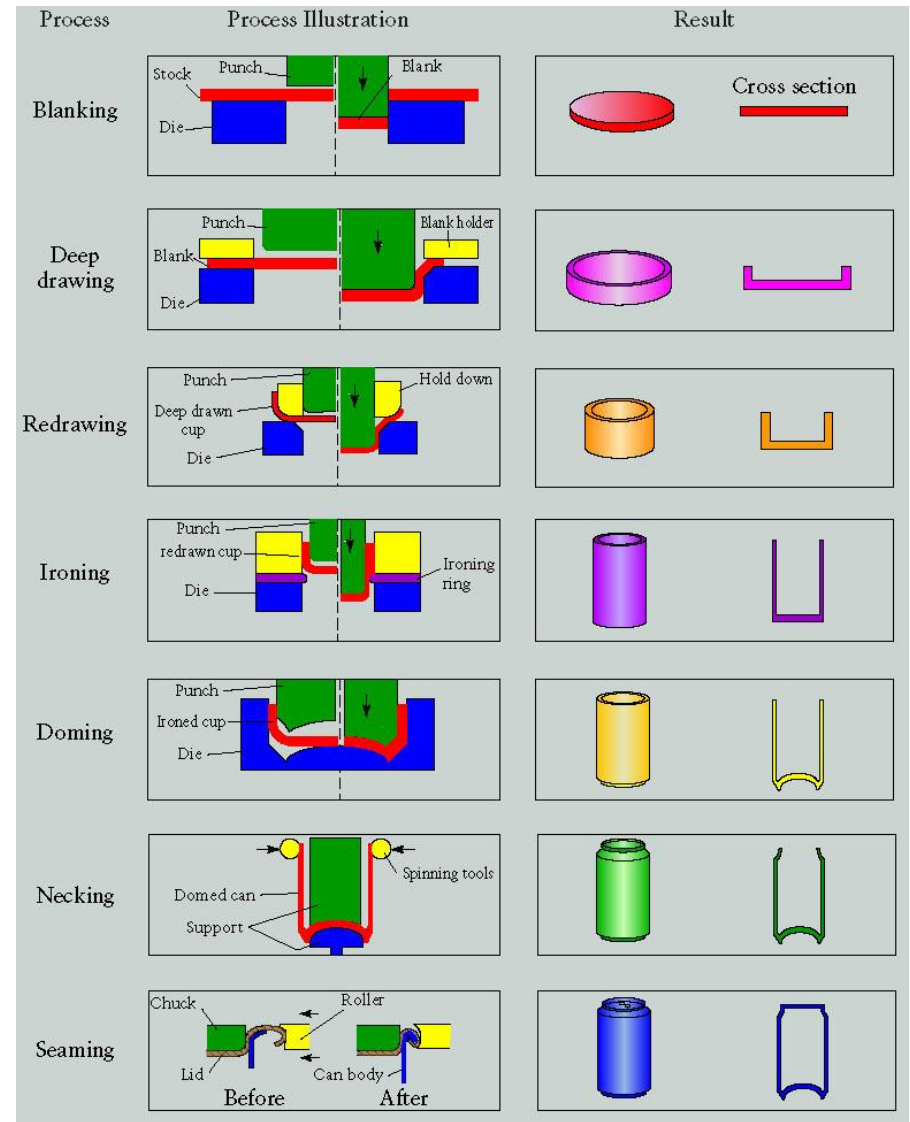 Process Process Illustration Result
Blanking
Punch
Blank
Stock
Die
Cross section
Deep
drawing
Punch
Blank holder
Blank
Die
Redrawing
Punch
Hold down
Deep drawn
cup
Die
Ironing
Punch
redrawn cup
Ironing
ring
Die
Doming
Punch
Ironed cup
Die
Necking
Spinning tools
Domed can
Support
Seaming
Chuck
Roller
Lid
Can body
Before
After